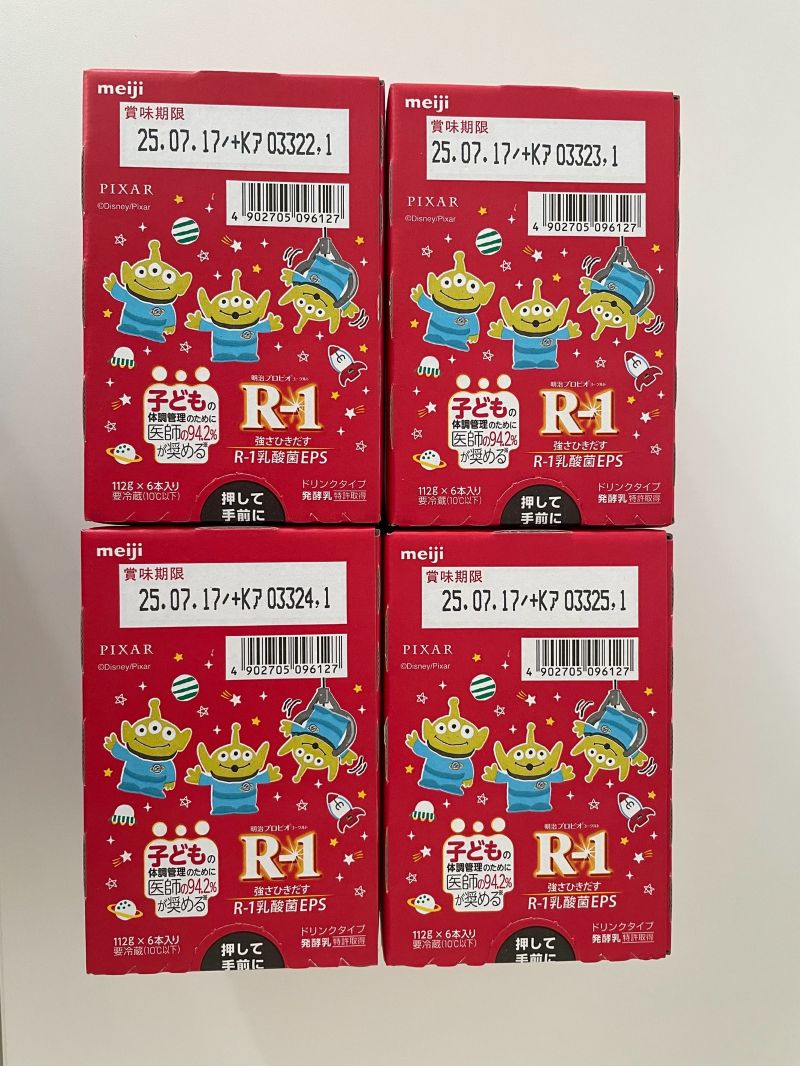 meiji
賞味期限
25.07.17/+Kア 03322,1
PIXAR
©Disney/Pixar
4 902705 096127
子どもの
体調管理のために
医師の94.2%
が奨める※
明治プロビオヨーグルト
R-1
強さひきだす
R-1乳酸菌EPS
112g×6本入り
要冷蔵(10℃以下)
押して
手前に
ドリンクタイプ
発酵乳 特許取得
meiji
賞味期限
25.07.17/+Kア 03323,1
PIXAR
©Disney/Pixar
4 902705 096127
子どもの
体調管理のために
医師の94.2%
が奨める※
明治プロビオヨーグルト
R-1
強さひきだす
R-1乳酸菌EPS
112g×6本入り
要冷蔵(10℃以下)
押して
手前に
ドリンクタイプ
発酵乳 特許取得
meiji
賞味期限
25.07.17/+Kア 03324,1
PIXAR
©Disney/Pixar
4 902705 096127
子どもの
体調管理のために
医師の94.2%
が奨める※
明治プロビオヨーグルト
R-1
強さひきだす
R-1乳酸菌EPS
112g×6本入り
要冷蔵(10℃以下)
押して
手前に
ドリンクタイプ
発酵乳 特許取得
meiji
賞味期限
25.07.17/+Kア 03325,1
PIXAR
©Disney/Pixar
4 902705 096127
子どもの
体調管理のために
医師の94.2%
が奨める※
明治プロビオヨーグルト
R-1
強さひきだす
R-1乳酸菌EPS
112g×6本入り
要冷蔵(10℃以下)
押して
手前に
ドリンクタイプ
発酵乳 特許取得